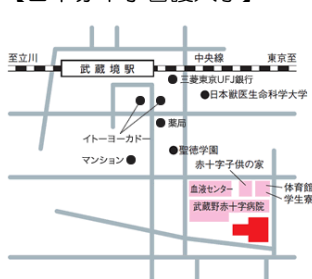 至立川
中央線
東京至
武蔵境駅
三菱東京UFJ銀行
日本獣医生命科学大学
薬局
イトーヨーカドー
聖徳学園
マンション
赤十字子供の家
血液センター
体育館
学生寮
武蔵野赤十字病院